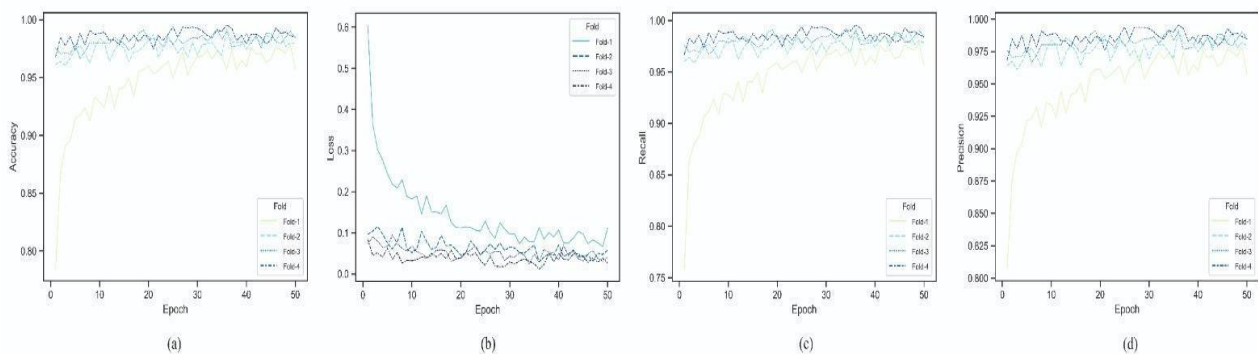 1.00
0.95
0.90
0.85
0.80
Accuracy
0
10
20
30
40
50
Epoch
Fold
Fold-1
Fold-2
Fold-3
Fold-4
(a)
0.6
0.5
0.4
0.3
0.2
0.1
0.0
Loss
0
10
20
30
40
50
Epoch
Fold
Fold-1
Fold-2
Fold-3
Fold-4
(b)
1.00
0.95
0.90
0.85
0.80
0.75
Recall
0
10
20
30
40
50
Epoch
Fold
Fold-1
Fold-2
Fold-3
Fold-4
(c)
1.000
0.975
0.950
0.925
0.900
0.875
0.850
0.825
0.800
Precision
0
10
20
30
40
50
Epoch
Fold
Fold-1
Fold-2
Fold-3
Fold-4
(d)